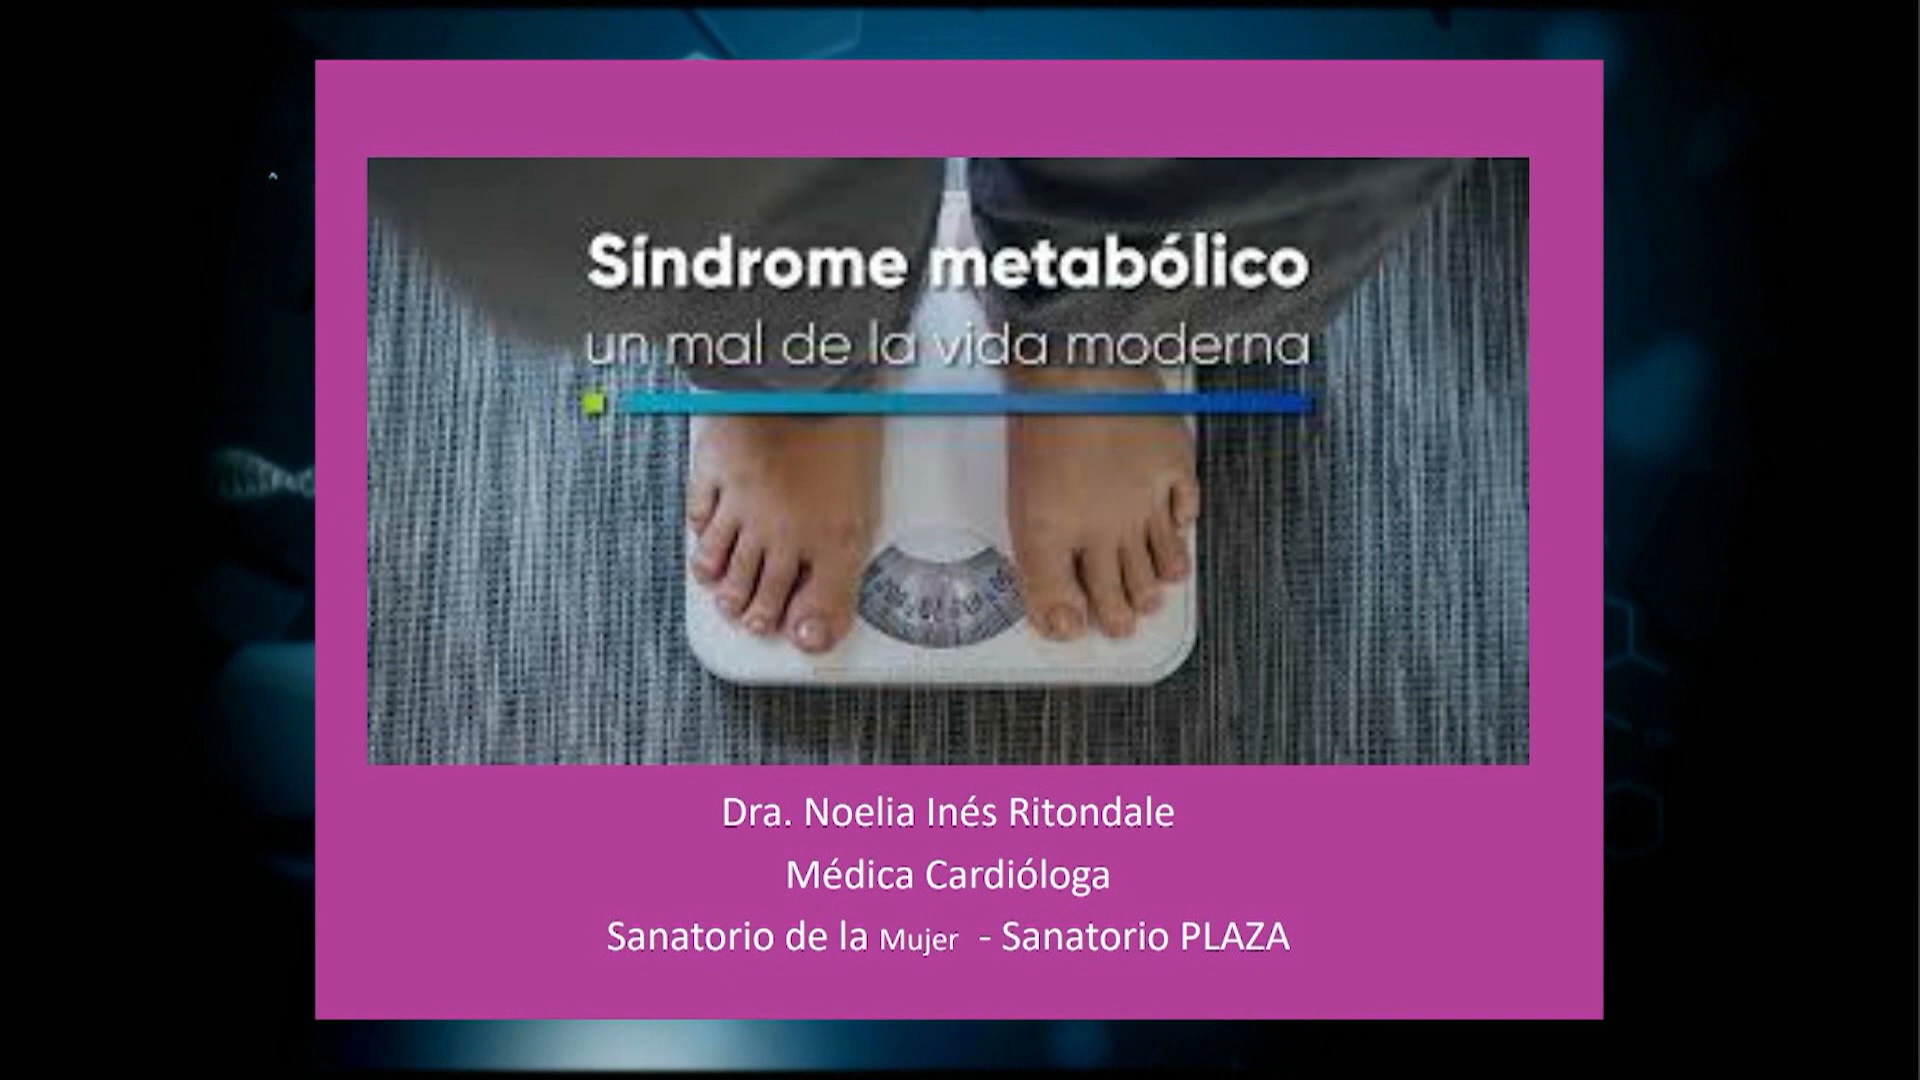 Síndrome metabólico
un mal de la vida moderna
Dra. Noelia Inés Ritondale
Médica Cardióloga
Sanatorio de la Mujer - Sanatorio PLAZA